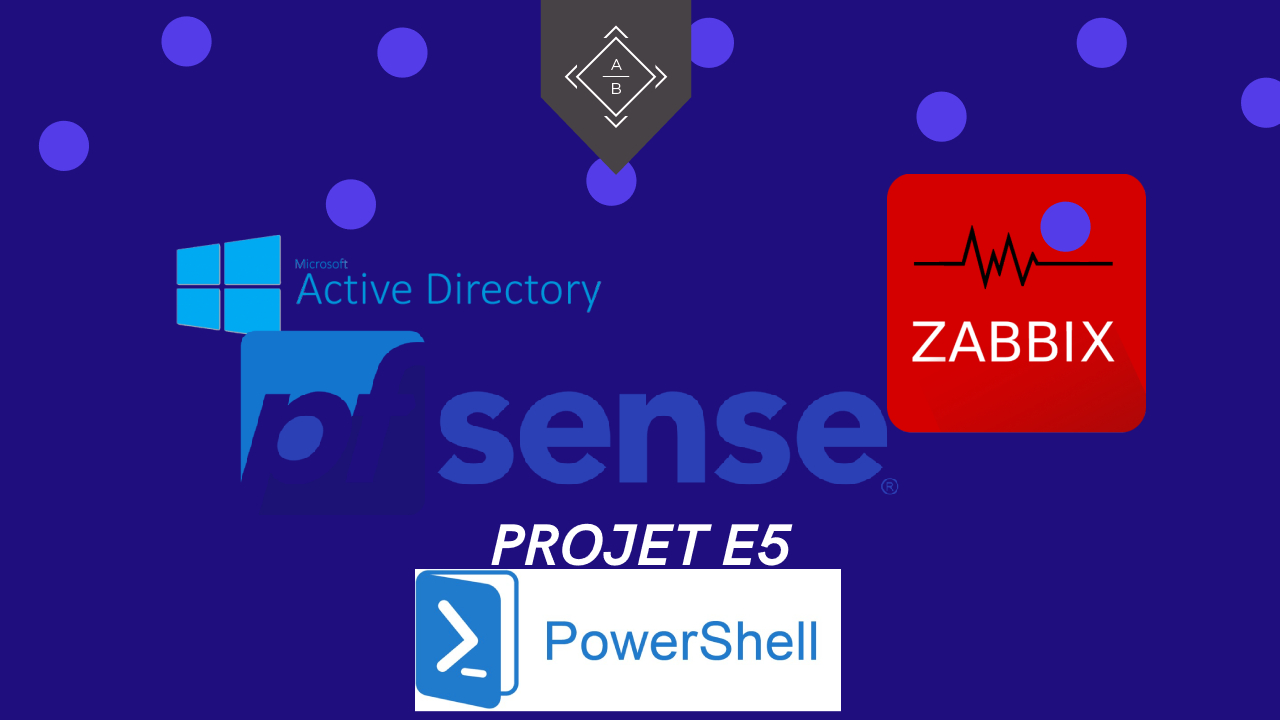 A
B
Microsoft
Active Directory
ZABBIX
pfsense®
PROJET E5
PowerShell